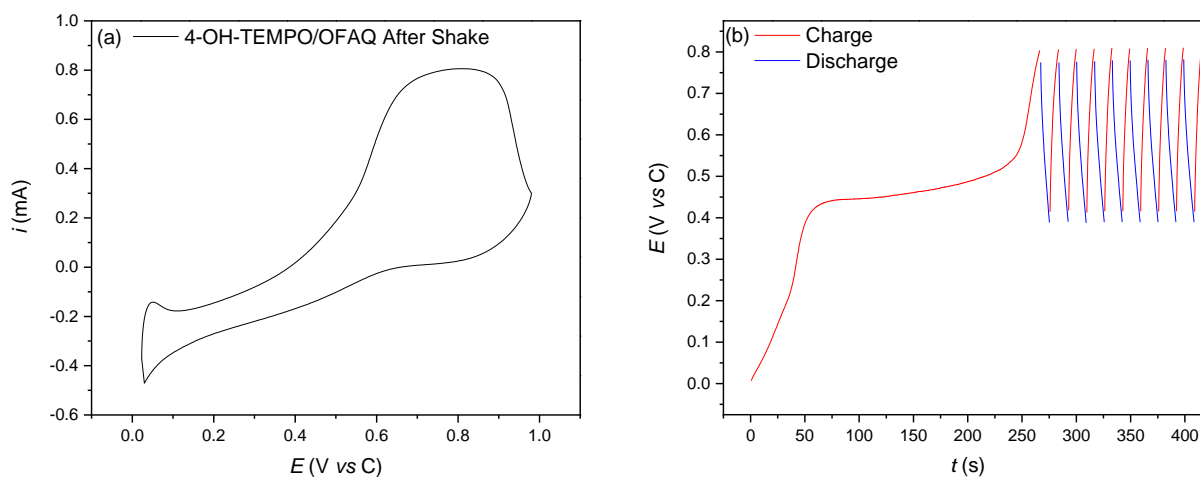 (a)
4-OH-TEMPO/OFAQ After Shake
1.0
0.8
0.6
0.4
0.2
0.0
-0.2
-0.4
-0.6
i (mA)
0.0 0.2 0.4 0.6 0.8 1.0
E (V vs C)
(b)
Charge
Discharge
0.8
0.7
0.6
0.5
0.4
0.3
0.2
0.1
0.0
E (V vs C)
0 50 100 150 200 250 300 350 400
t (s)